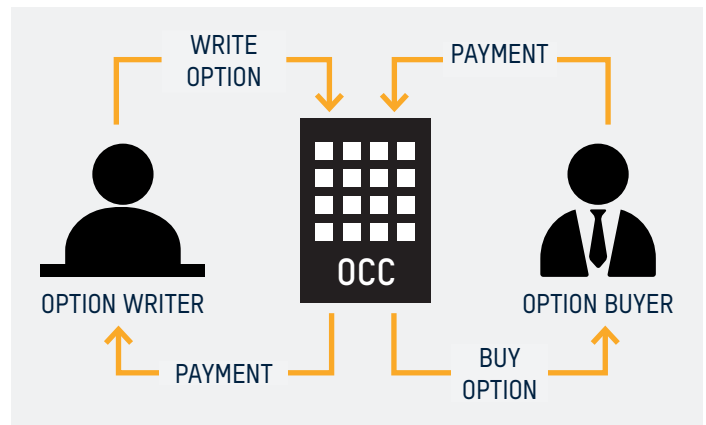 WRITE
OPTION
PAYMENT
OCC
OPTION WRITER
OPTION BUYER
PAYMENT
BUY
OPTION